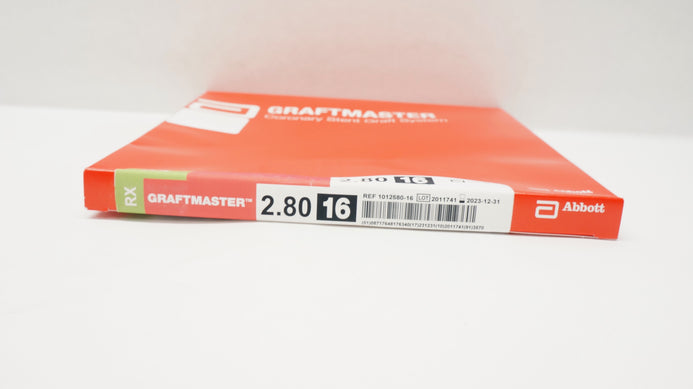 GRAFTMASTER
Coronary Stent Graft System
2.80 16
Abbott
RX
GRAFTMASTER™
2.80 16
REF 1012580-16 LOT 2011741 2023-12-31
Abbott